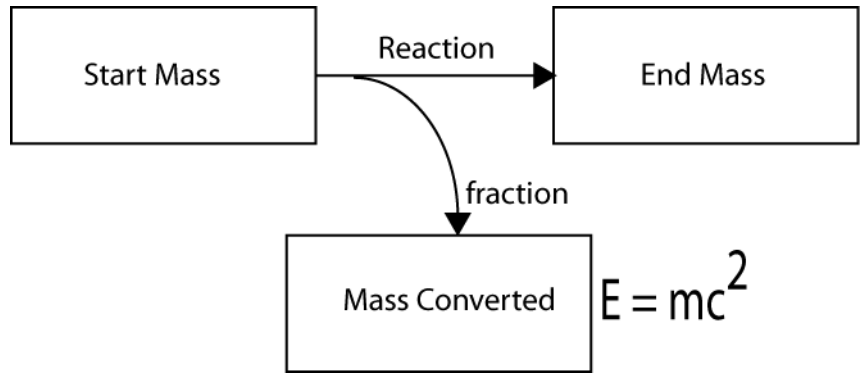 Start Mass
Reaction
End Mass
fraction
Mass Converted
E = mc²